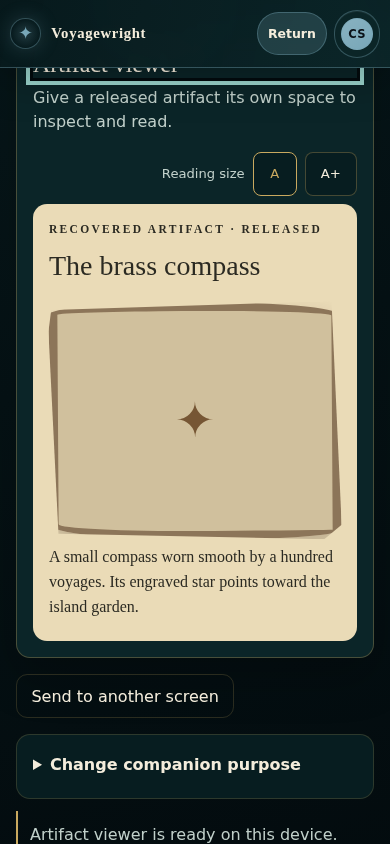 Voyagewright
Return
CS
Artifact viewer
Give a released artifact its own space to
inspect and read.
Reading size
A
A+
RECOVERED ARTIFACT · RELEASED
The brass compass
A small compass worn smooth by a hundred
voyages. Its engraved star points toward the
island garden.
Send to another screen
Change companion purpose
Artifact viewer is ready on this device.